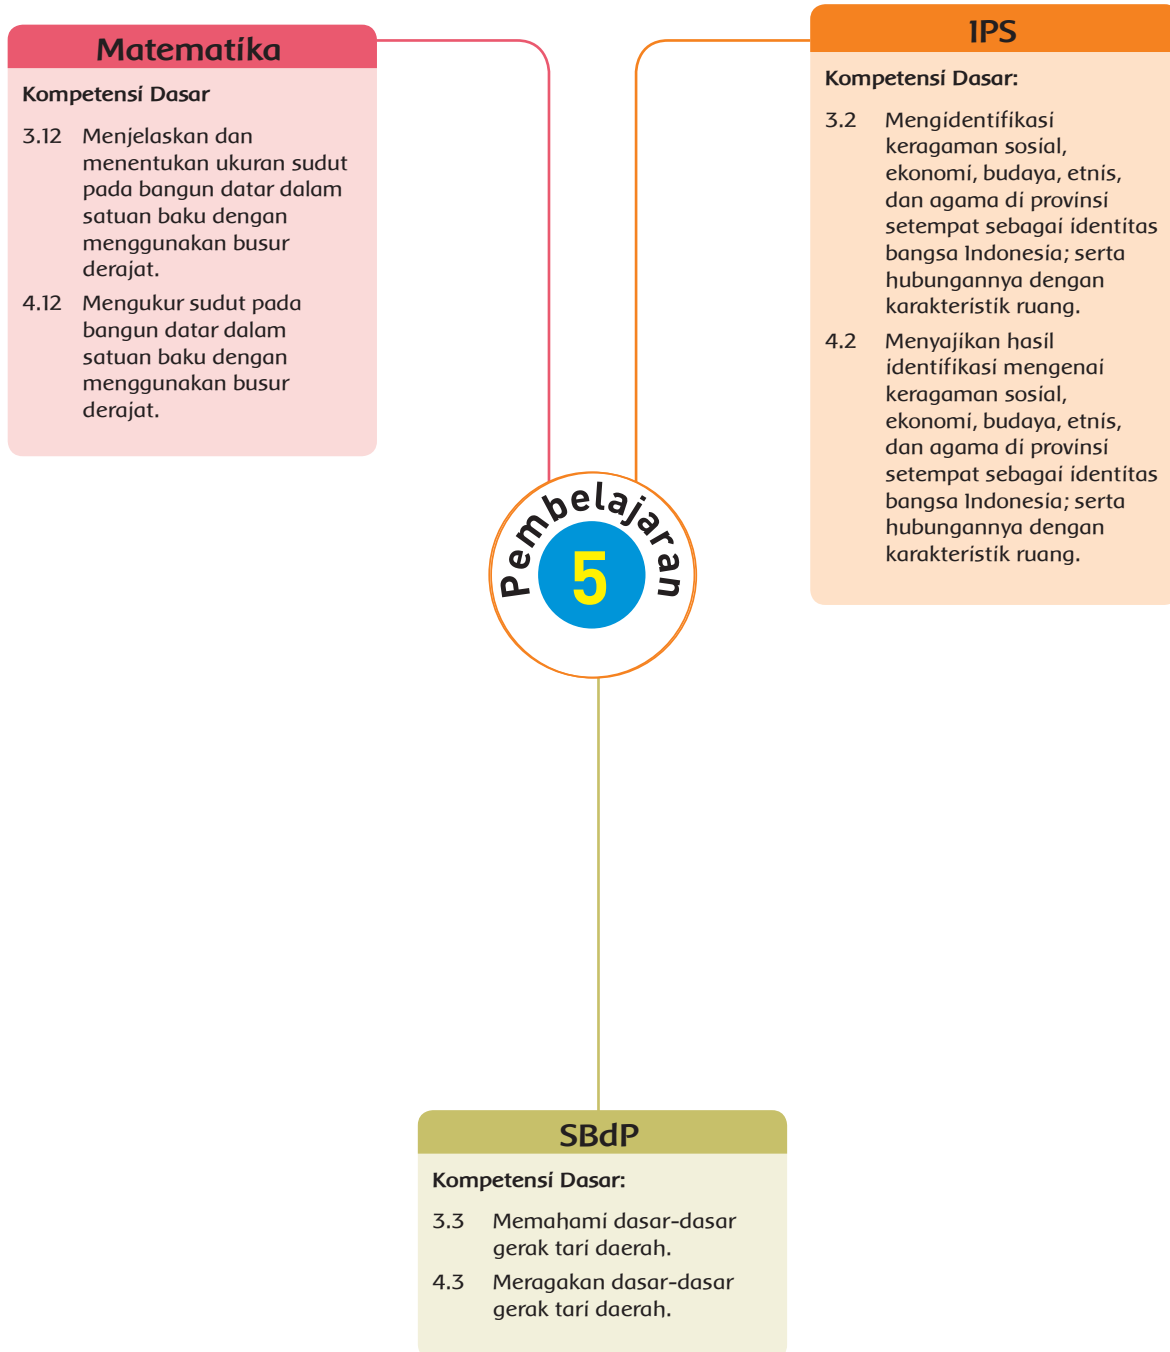 Matematika
Kompetensi Dasar
3.12 Menjelaskan dan
menentukan ukuran sudut
pada bangun datar dalam
satuan baku dengan
menggunakan busur
derajat.
4.12 Mengukur sudut pada
bangun datar dalam
satuan baku dengan
menggunakan busur
derajat.
IPS
Kompetensi Dasar:
3.2 Mengidentifikasi
keragaman sosial,
ekonomi, budaya, etnis,
dan agama di provinsi
setempat sebagai identitas
bangsa Indonesia; serta
hubungannya dengan
karakteristik ruang.
4.2 Menyajikan hasil
identifikasi mengenai
keragaman sosial,
ekonomi, budaya, etnis,
dan agama di provinsi
setempat sebagai identitas
bangsa Indonesia; serta
hubungannya dengan
karakteristik ruang.
Pembelajaran
5
SBdP
Kompetensi Dasar:
3.3 Memahami dasar-dasar
gerak tari daerah.
4.3 Meragakan dasar-dasar
gerak tari daerah.